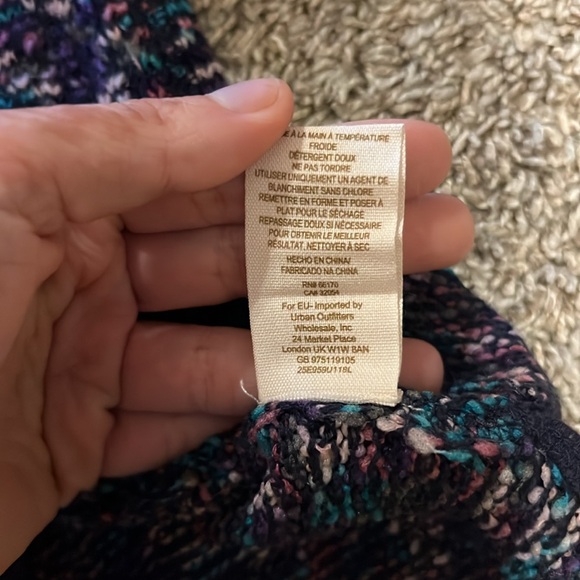 À LA MAIN À TEMPÉRATURE
FROIDE
DÉTERGENT DOUX
NE PAS TORDRE
UTILISER UNIQUEMENT UN AGENT DE
BLANCHIMENT SANS CHLORE
REMETTRE EN FORME ET POSER À
PLAT POUR LE SÉCHAGE
REPASSAGE DOUX SI NÉCESSAIRE
POUR OBTENIR LE MEILLEUR
RÉSULTAT, NETTOYER À SEC
HECHO EN CHINA/
FABRICADO NA CHINA
RN# 66170
CA# 32054
For EU- Imported by
Urban Outfitters
Wholesale, Inc
24 Market Place
London UK W1W 8AN
GB 975119105
25E959U118L